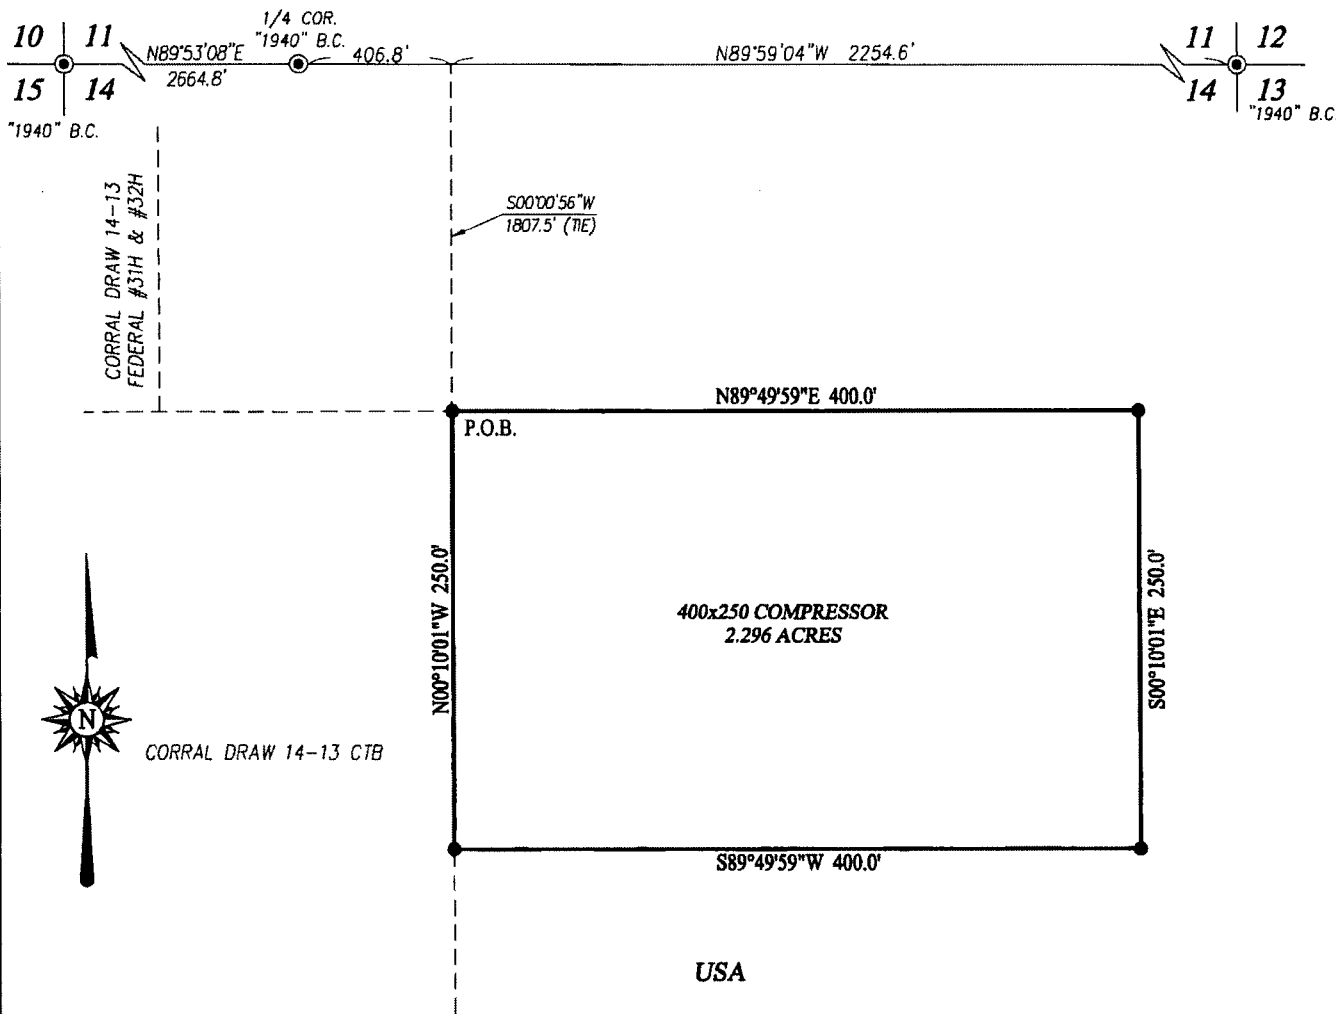 1/4 COR.
"1940" B.C.
10 11
15 14
"1940" B.C.
N89°53'08"E
2664.8'
406.8'
N89°59'04"W 2254.6'
11 12
14 13
"1940" B.C.
CORRAL DRAW 14-13
FEDERAL #31H & #32H
S00°00'56"W
1807.5' (TIE)
N89°49'59"E 400.0'
P.O.B.
N00°10'01"W 250.0'
400x250 COMPRESSOR
2.296 ACRES
S00°10'01"E 250.0'
N
CORRAL DRAW 14-13 CTB
S89°49'59"W 400.0'
USA